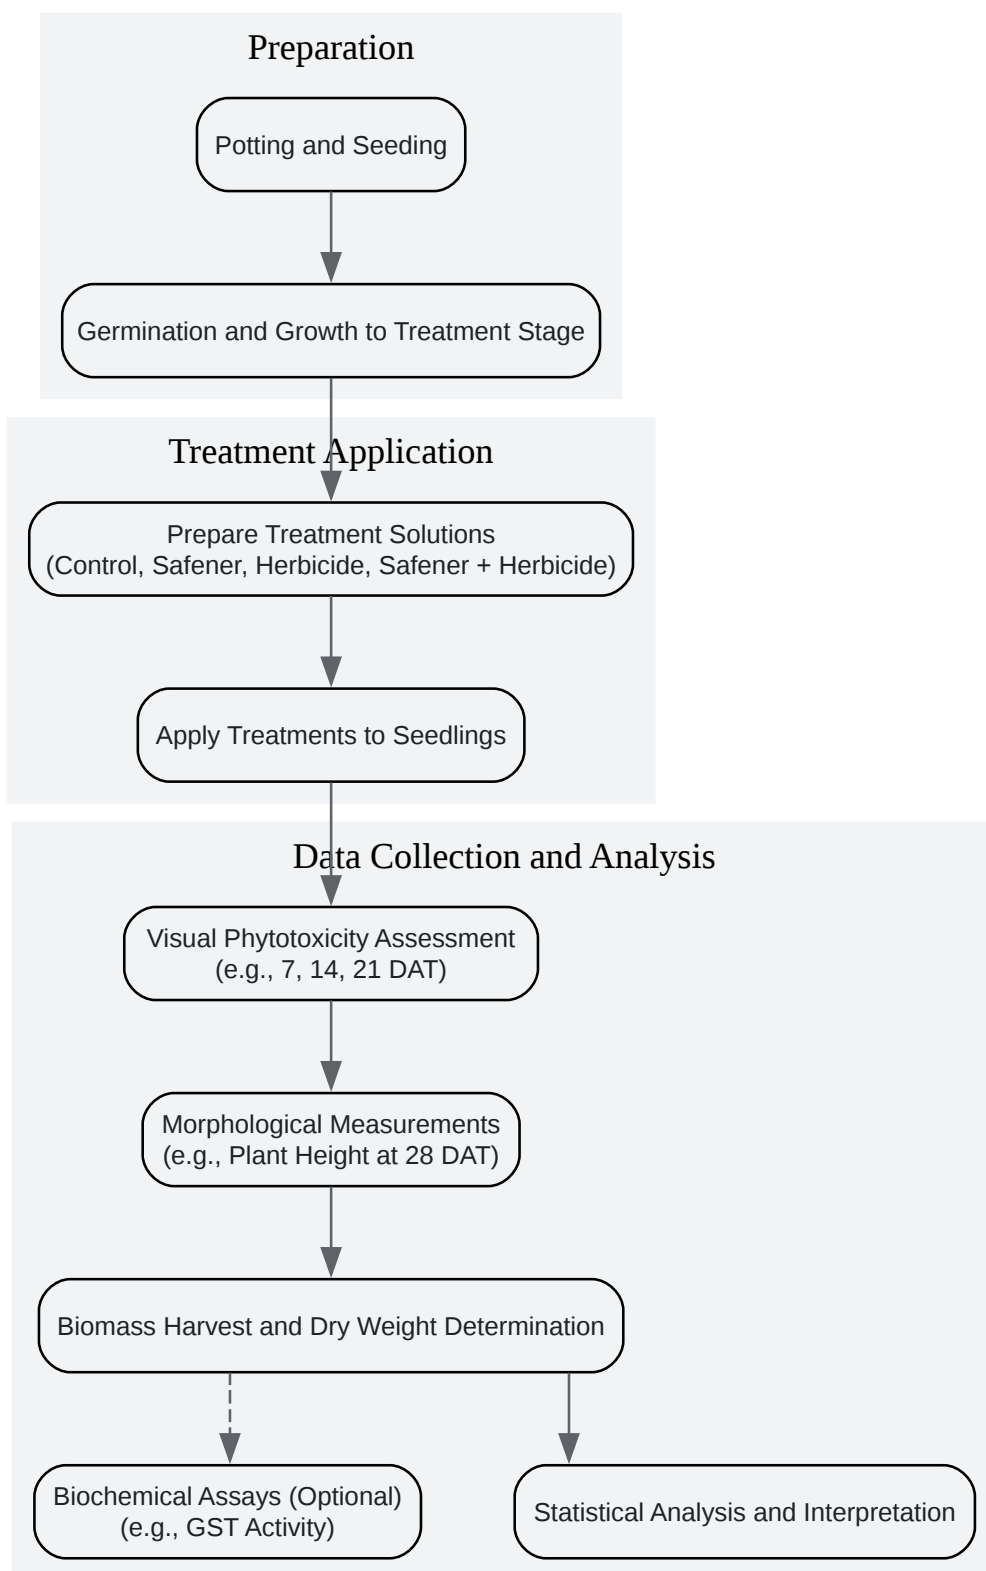 Preparation
Potting and Seeding
Germination and Growth to Treatment Stage
Treatment Application
Prepare Treatment Solutions
(Control, Safener, Herbicide, Safener + Herbicide)
Apply Treatments to Seedlings
Data Collection and Analysis
Visual Phytotoxicity Assessment
(e.g., 7, 14, 21 DAT)
Morphological Measurements
(e.g., Plant Height at 28 DAT)
Biomass Harvest and Dry Weight Determination
Biochemical Assays (Optional)
(e.g., GST Activity)
Statistical Analysis and Interpretation